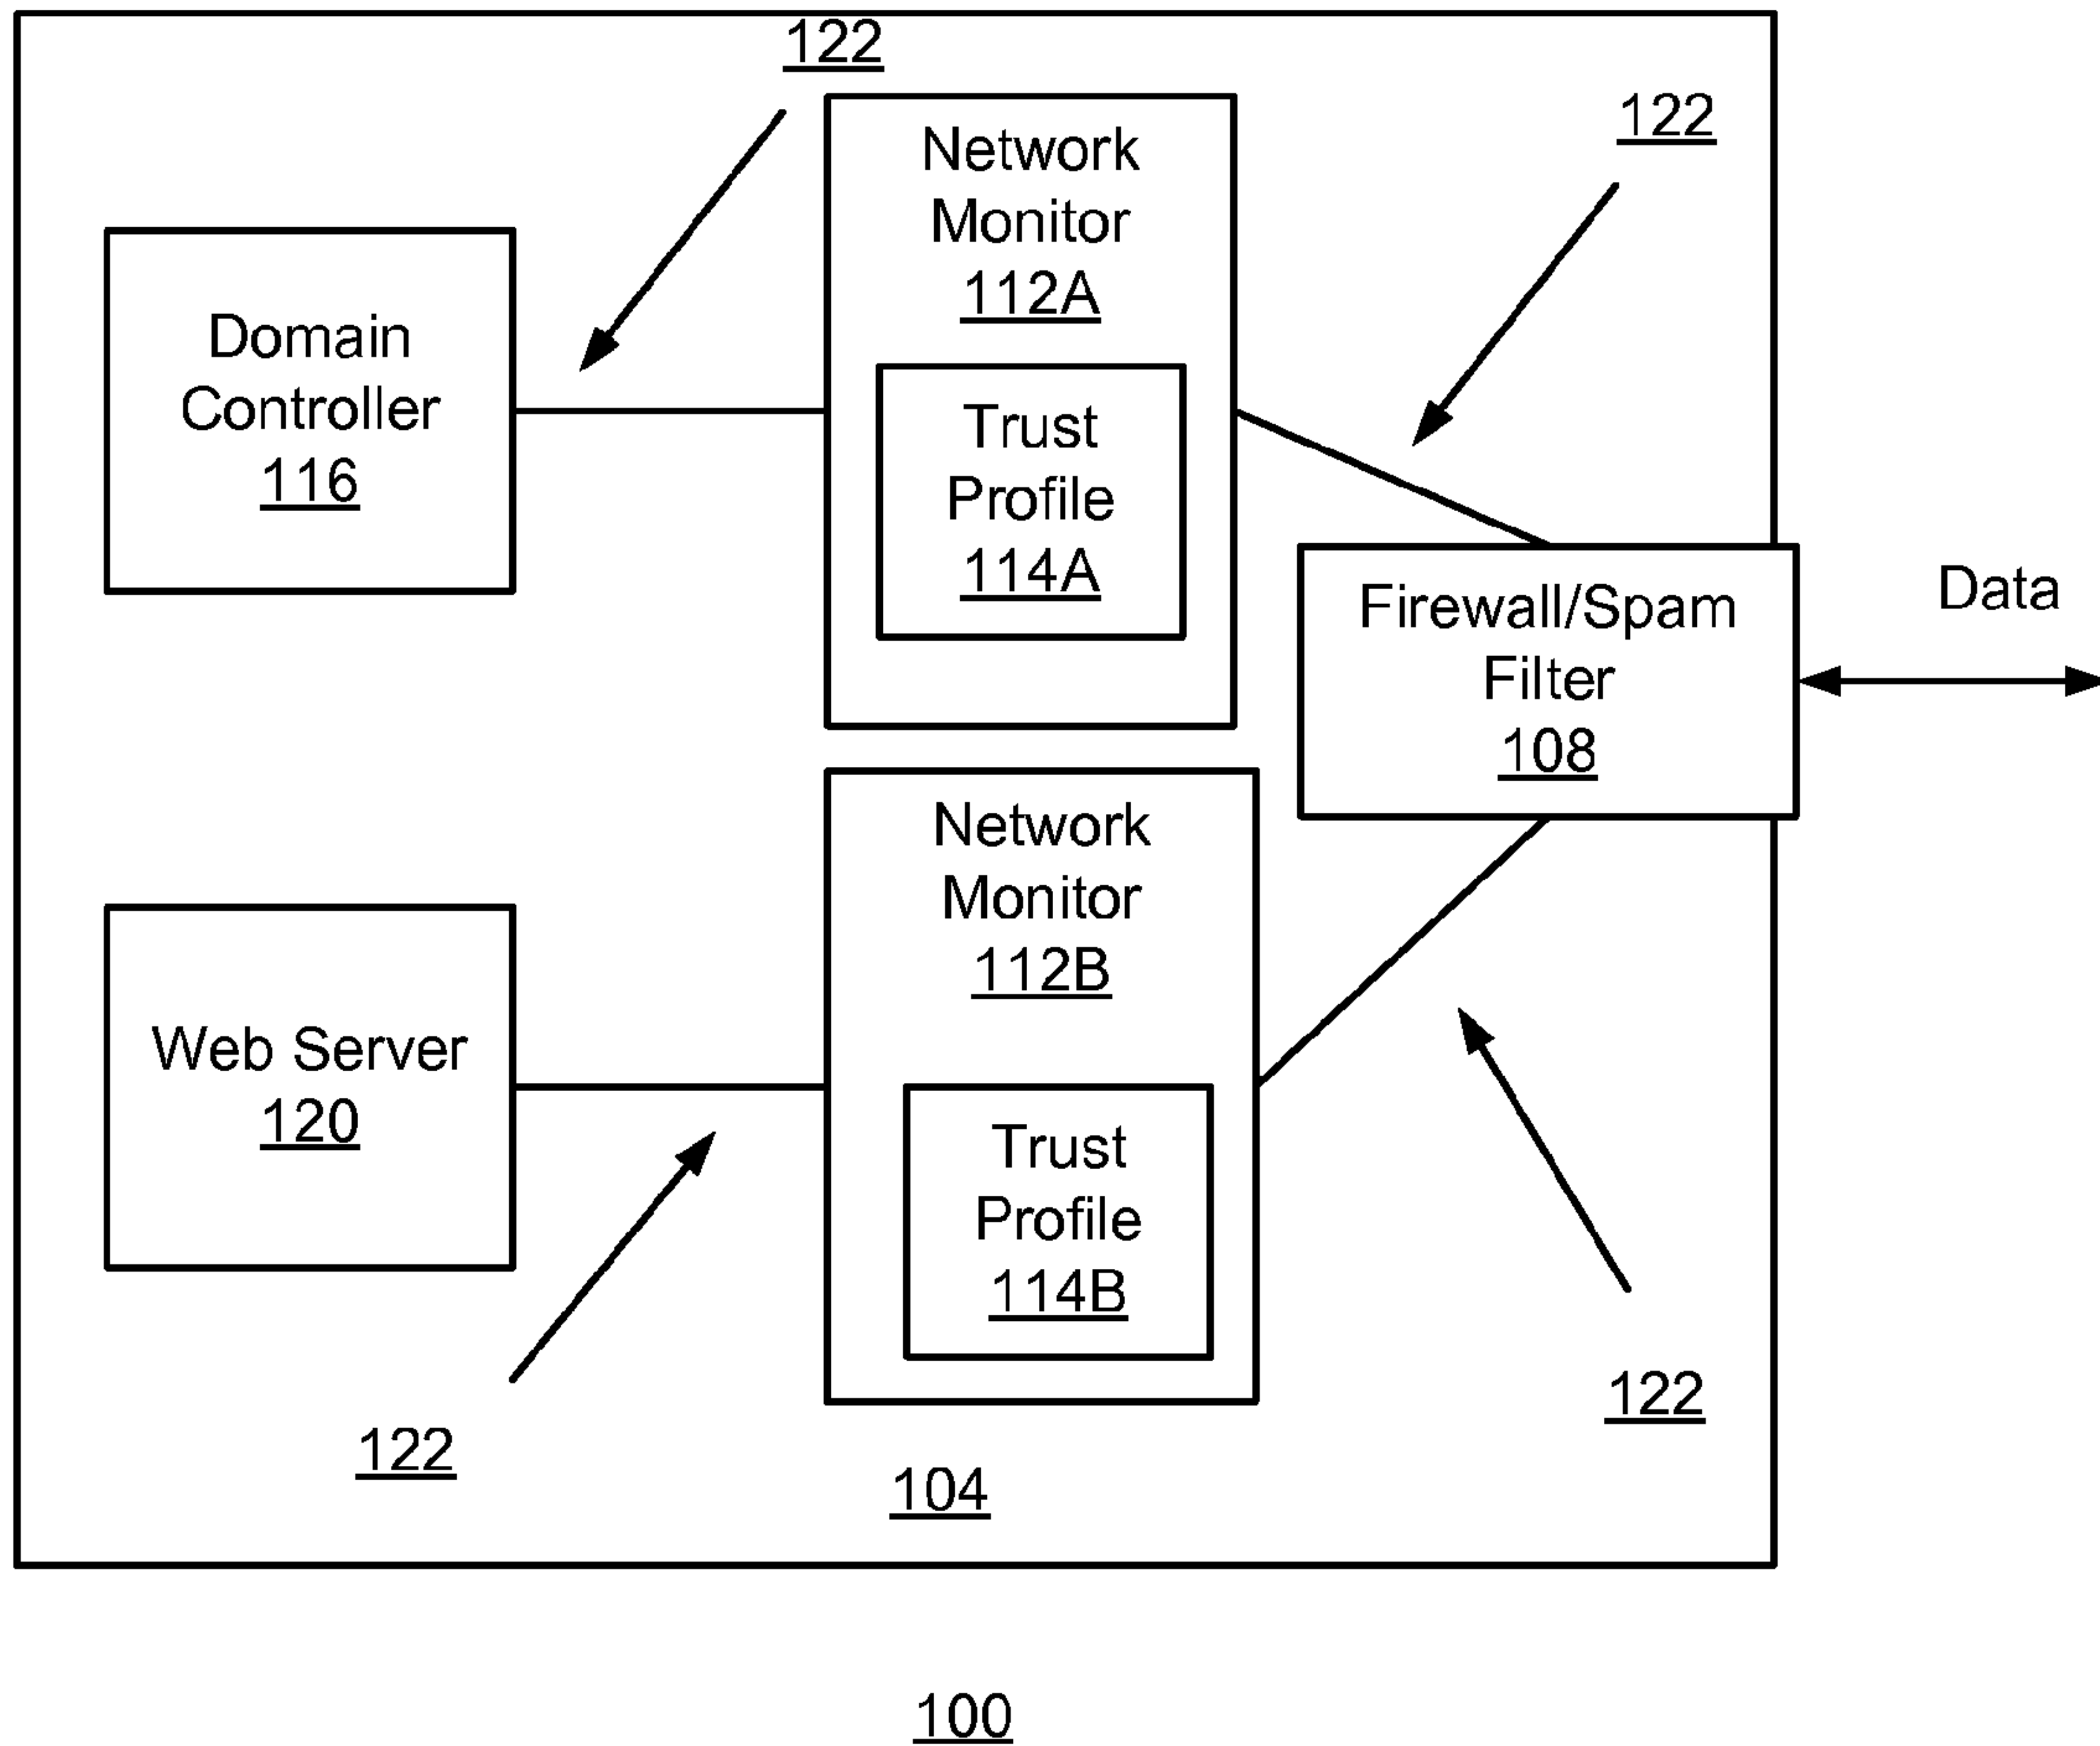 122
122
Network
Monitor
112A
Domain
Controller
116
Trust
Profile
114A
Firewall/Spam
Filter
108
Data
Network
Monitor
112B
Web Server
120
Trust
Profile
114B
122
122
104
100